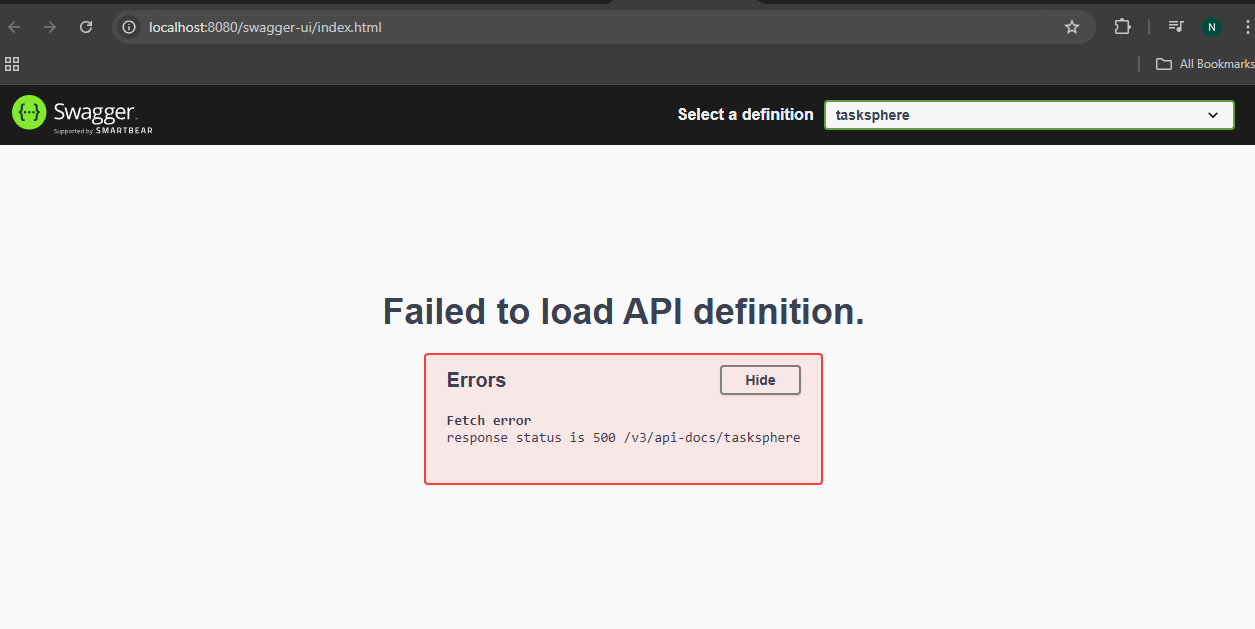 localhost:8080/swagger-ui/index.html
N
All Bookmarks
{··}
Swagger
Supported by SMARTBEAR
Select a definition
tasksphere
Failed to load API definition.
Errors
Hide
Fetch error
response status is 500 /v3/api-docs/tasksphere